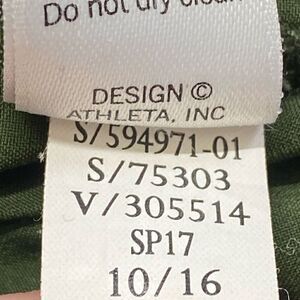 Do not dry clean
DESIGN ©
ATHLETA, INC
S/594971-01
S/75303
V/305514
SP17
10/16